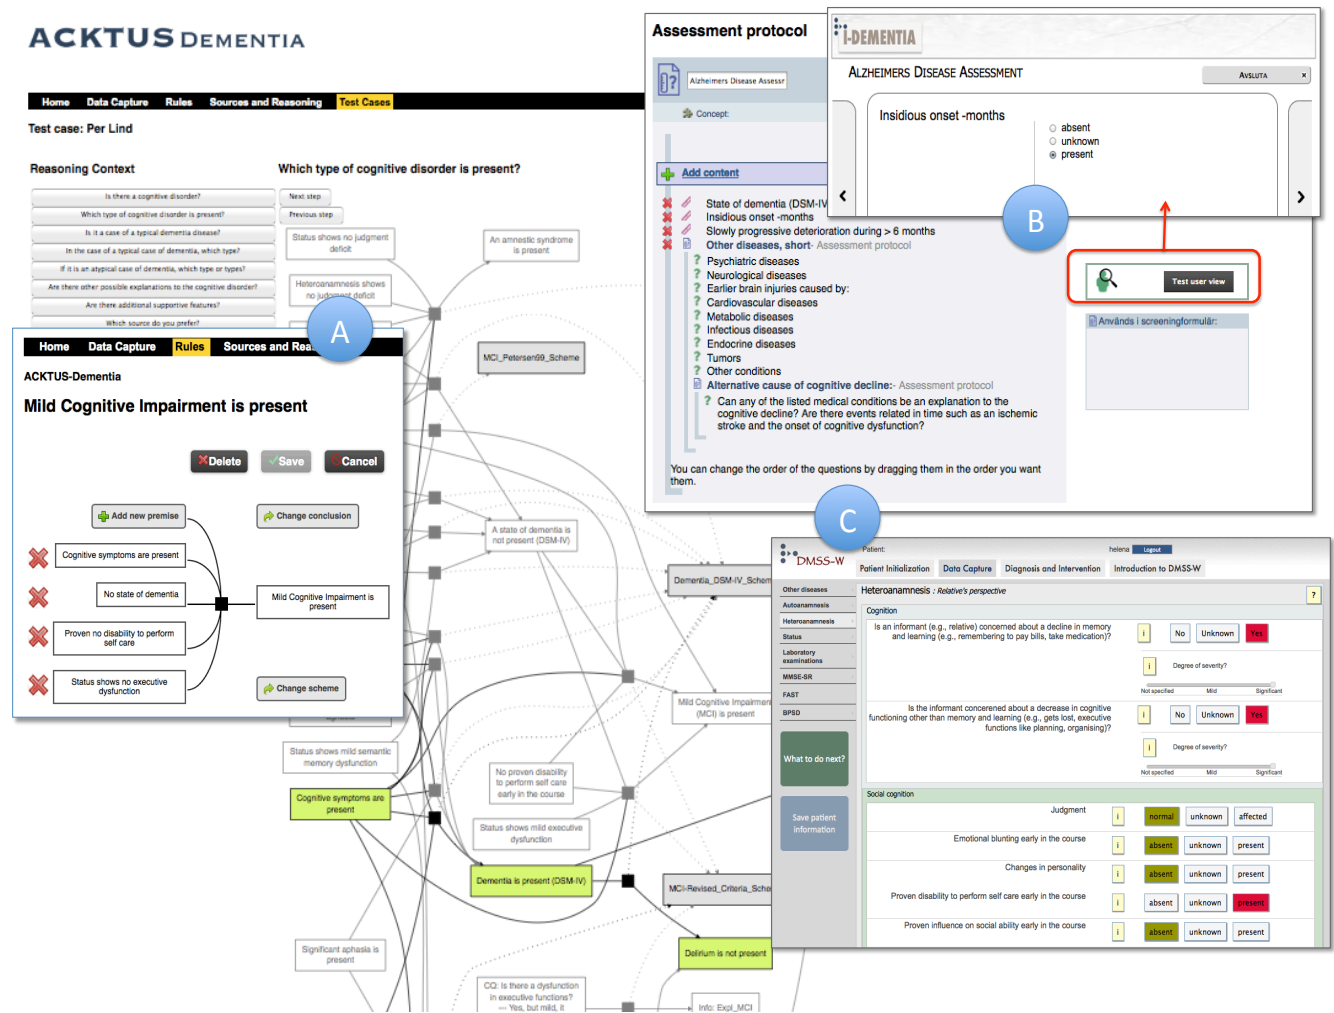 ACKTUS DEMENTIA
Home Data Capture Rules Sources and Reasoning Test Cases
Test case: Per Lind
Reasoning Context
Is there a cognitive disorder?
Which type of cognitive disorder is present?
Is it a case of a typical dementia disease?
In the case of a typical case of dementia, which type?
If it is an atypical case of dementia, which type or types?
Are there other possible explanations to the cognitive disorder?
Are there additional supportive features?
Which source do you prefer?
Which type of cognitive disorder is present?
Next step
Previous step
Status shows no judgment
deficit
Heteroanamnesis shows
no judgment deficit
An amnestic syndrome
is present
MCI_Petersen99_Scheme
A state of dementia is
not present (DSM-IV)
Dementia_DSM-IV_Schem
Mild Cognitive Impairment
(MCI) is present
Status shows mild semantic
memory dysfunction
No proven disability
to perform self care
early in the course
Cognitive symptoms are
present
Status shows mild executive
dysfunction
Dementia is present (DSM-IV)
MCI-Revised_Criteria_Sche
Significant aphasia is
present
Delirium is not present
CQ: Is there a dysfunction
in executive functions?
--- Yes, but mild, it
Info: Expl_MCI
A
Home Data Capture Rules Sources and Rea
ACKTUS-Dementia
Mild Cognitive Impairment is present
Delete Save Cancel
Add new premise
Change conclusion
Cognitive symptoms are present
No state of dementia
Mild Cognitive Impairment is
present
Proven no disability to perform
self care
Status shows no executive
dysfunction
Change scheme
Assessment protocol
Alzheimers Disease Assessr
Concept:
Add content
State of dementia (DSM-IV
Insidious onset -months
Slowly progressive deterioration during > 6 months
Other diseases, short- Assessment protocol
? Psychiatric diseases
? Neurological diseases
? Earlier brain injuries caused by:
? Cardiovascular diseases
? Metabolic diseases
? Infectious diseases
? Endocrine diseases
? Tumors
? Other conditions
Alternative cause of cognitive decline:- Assessment protocol
? Can any of the listed medical conditions be an explanation to the
cognitive decline? Are there events related in time such as an ischemic
stroke and the onset of cognitive dysfunction?
You can change the order of the questions by dragging them in the order you want
them.
Test user view
Används i screeningformulär:
B
I-DEMENTIA
ALZHEIMERS DISEASE ASSESSMENT
AVSLUTA x
Insidious onset -months
absent
unknown
present
C
DMSS-W
Patient:
helena Logout
Patient Initialization Data Capture Diagnosis and Intervention Introduction to DMSS-W
Other diseases
Autoanamnesis
Heteroanamnesis
Status
Laboratory
examinations
MMSE-SR
FAST
BPSD
What to do next?
Save patient
information
Heteroanamnesis : Relative's perspective
?
Cognition
Is an informant (e.g., relative) concerned about a decline in memory
and learning (e.g., remembering to pay bills, take medication)?
i No Unknown Yes
i Degree of severity?
Not specified Mild Significant
Is the informant concerened about a decrease in cognitive
functioning other than memory and learning (e.g., gets lost, executive
functions like planning, organising)?
i No Unknown Yes
i Degree of severity?
Not specified Mild Significant
Social cognition
Judgment i normal unknown affected
Emotional blunting early in the course i absent unknown present
Changes in personality i absent unknown present
Proven disability to perform self care early in the course i absent unknown present
Proven influence on social ability early in the course i absent unknown present